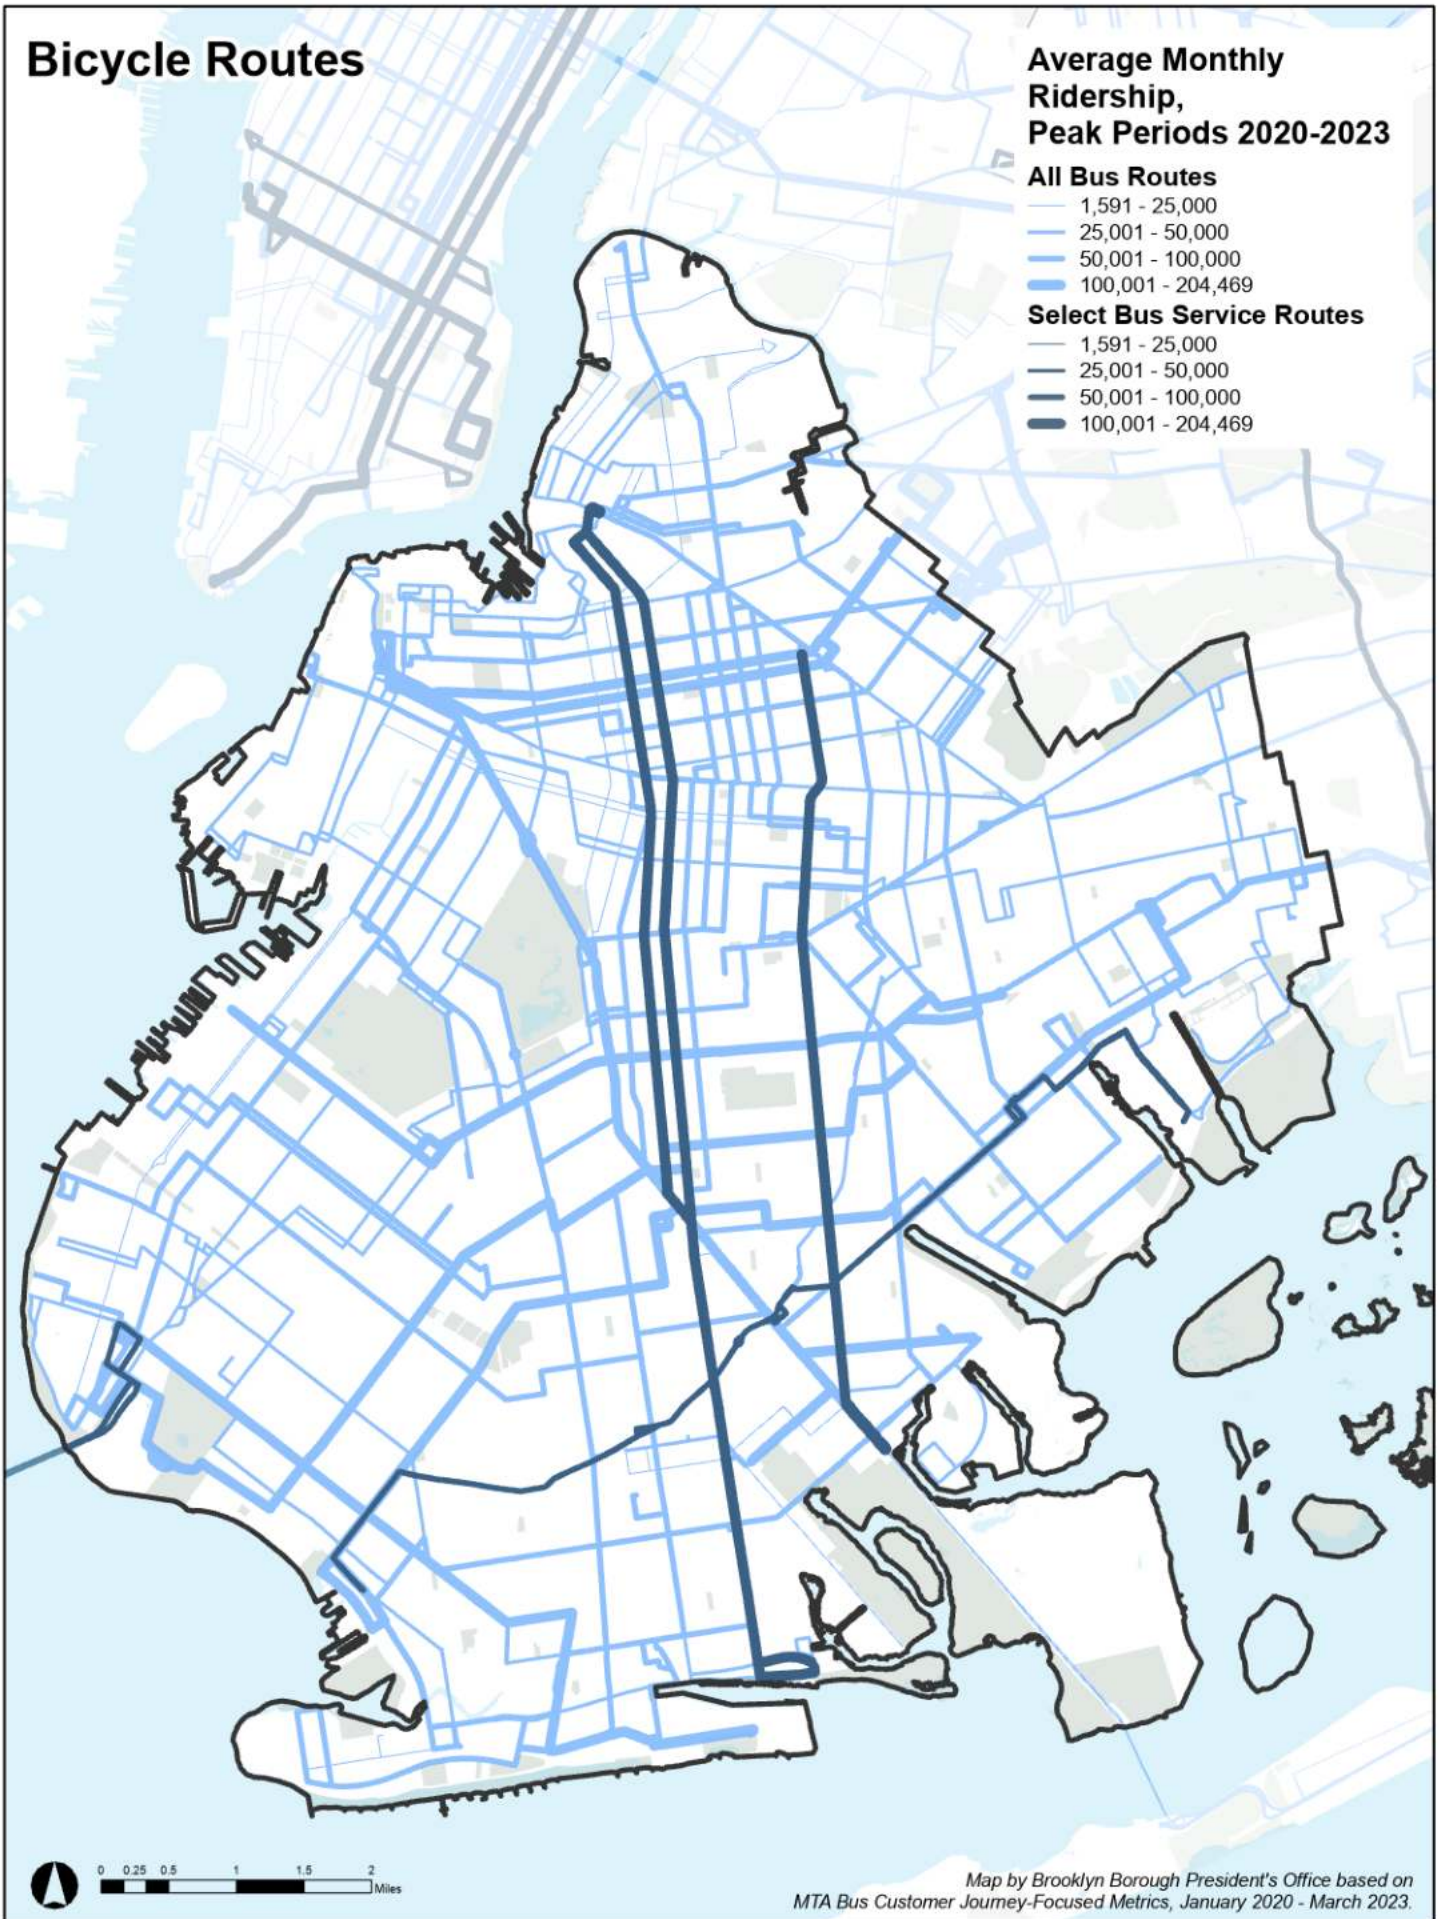 Bicycle Routes
Average Monthly
Ridership,
Peak Periods 2020-2023
All Bus Routes
1,591 - 25,000
25,001 - 50,000
50,001 - 100,000
100,001 - 204,469
Select Bus Service Routes
1,591 - 25,000
25,001 - 50,000
50,001 - 100,000
100,001 - 204,469
0 0.25 0.5 1 1.5 2
Miles
Map by Brooklyn Borough President's Office based on
MTA Bus Customer Journey-Focused Metrics, January 2020 - March 2023.